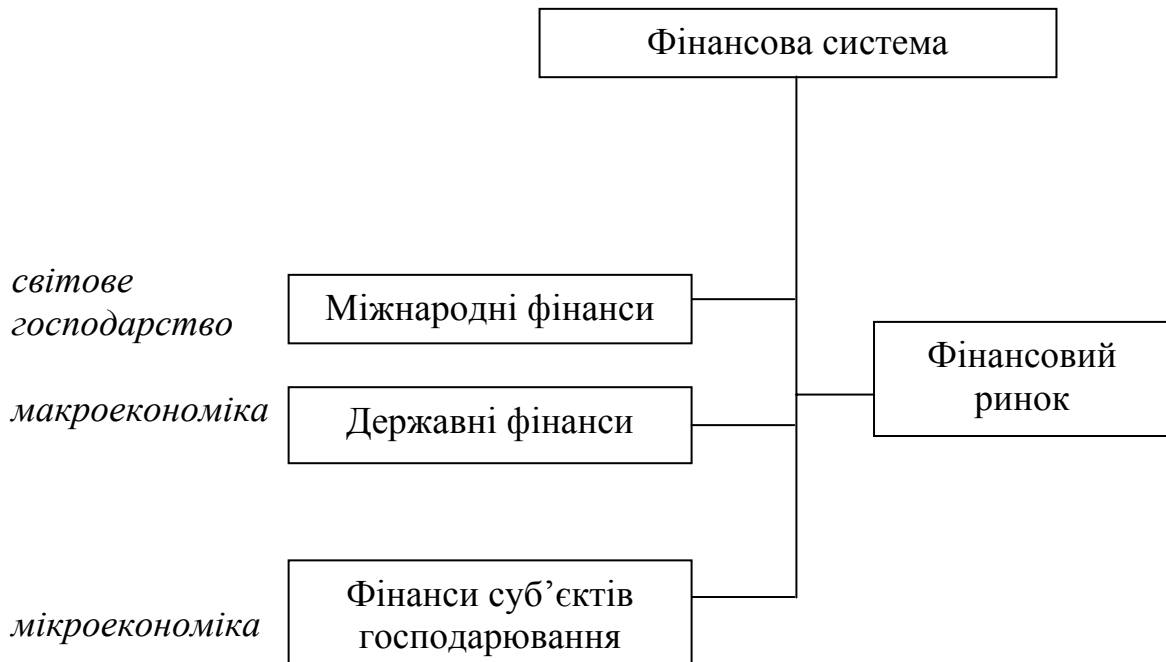 Фінансова система
світове
господарство
Міжнародні фінанси
Фінансовий
ринок
макроекономіка
Державні фінанси
мікроекономіка
Фінанси суб’єктів
господарювання